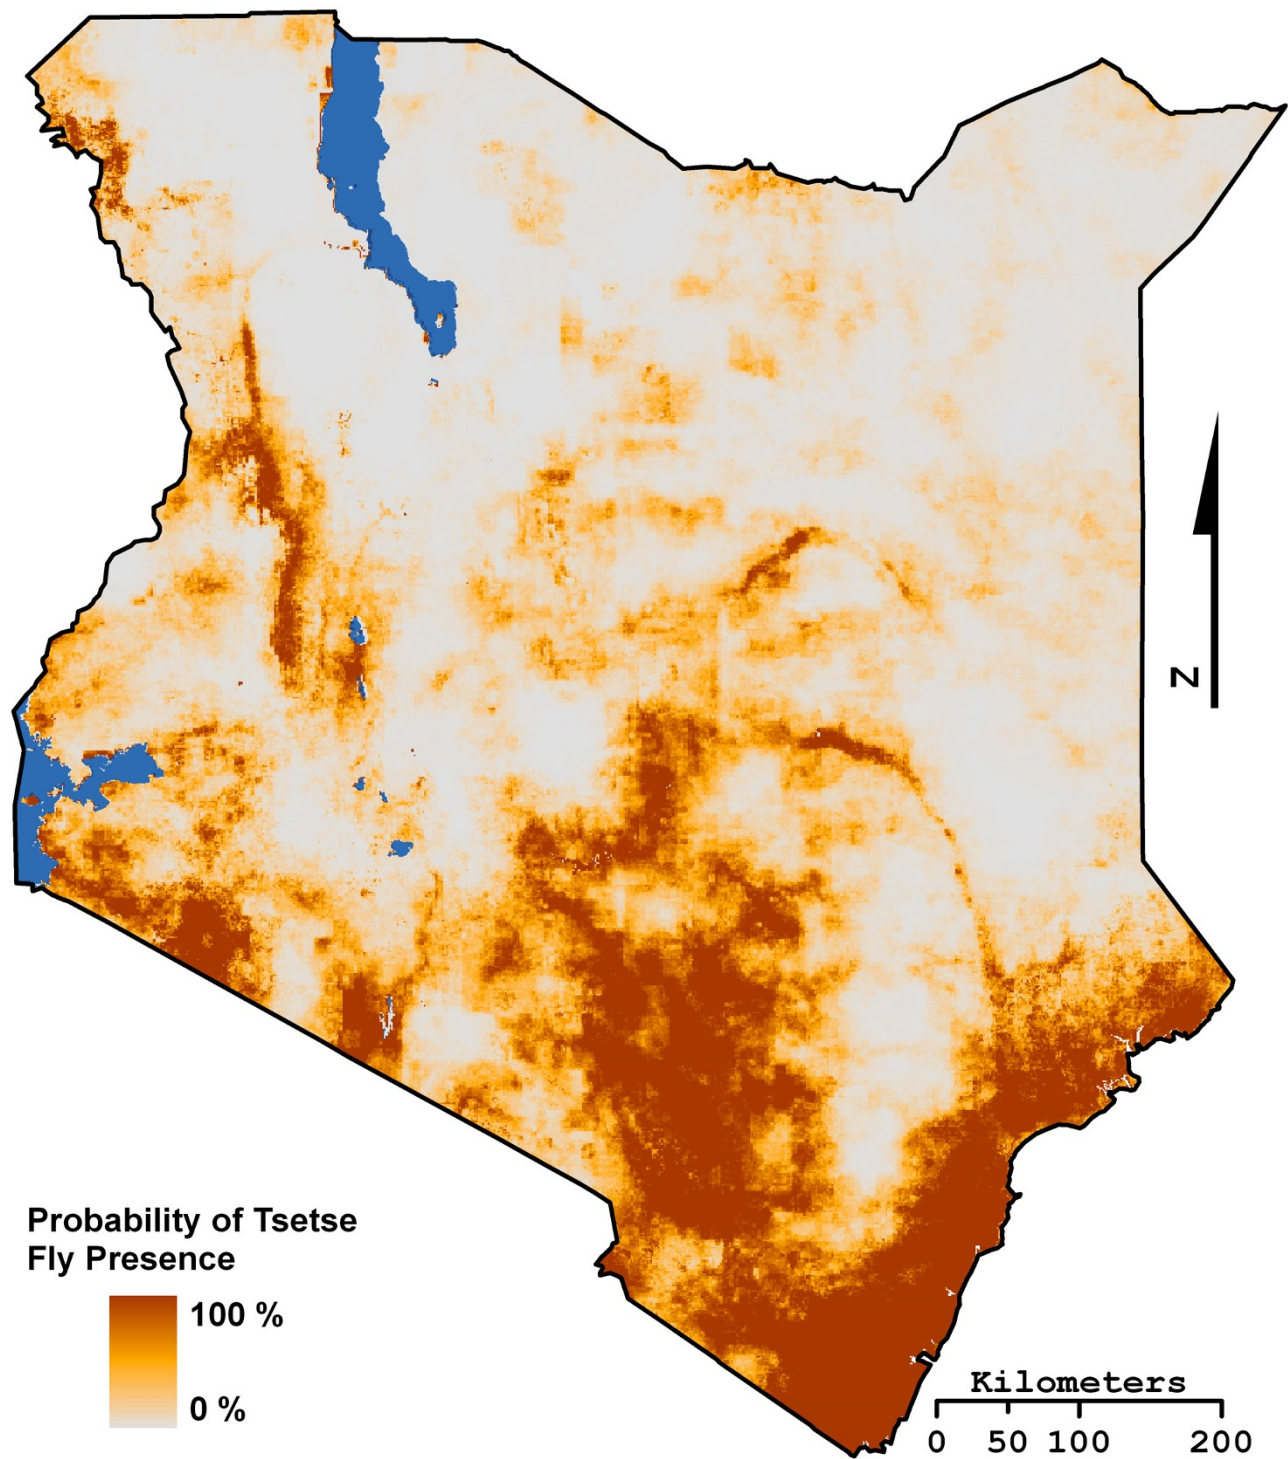 N
Probability of Tsetse
Fly Presence
100 %
0 %
Kilometers
0 50 100 200